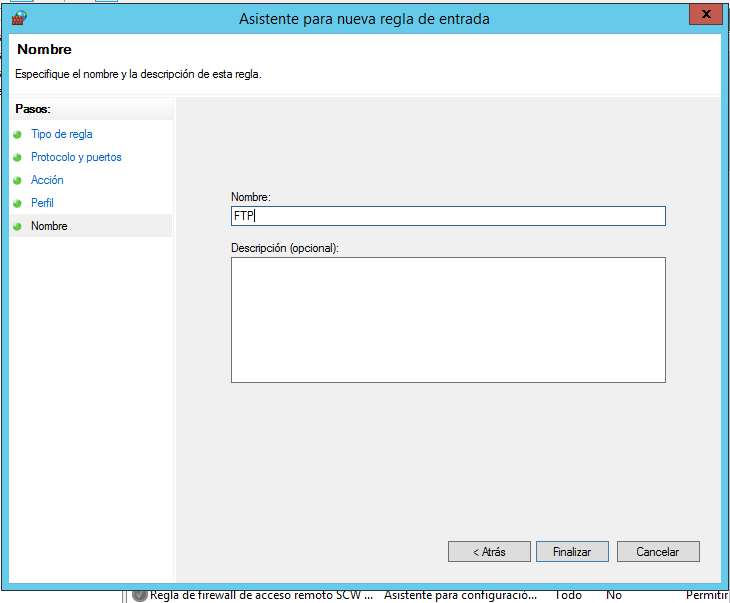 Asistente para nueva regla de entrada
x
Nombre
Especifique el nombre y la descripción de esta regla.
Pasos:
Tipo de regla
Protocolo y puertos
Acción
Perfil
Nombre
Nombre:
FTP
Descripción (opcional):
< Atrás Finalizar Cancelar
Regla de firewall de acceso remoto SCW ... Asistente para configuració... Todo No Permitir